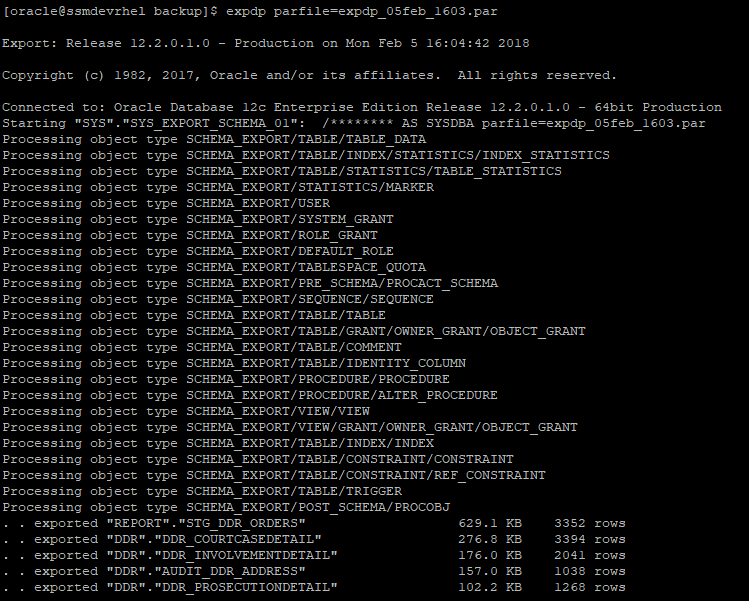 [oracle@ssmdevrhel backup]$ expdp parfile=expdp_05feb_1603.par
Export: Release 12.2.0.1.0 - Production on Mon Feb 5 16:04:42 2018
Copyright (c) 1982, 2017, Oracle and/or its affiliates.  All rights reserved.
Connected to: Oracle Database 12c Enterprise Edition Release 12.2.0.1.0 - 64bit Production
Starting "SYS"."SYS_EXPORT_SCHEMA_01":  /******** AS SYSDBA parfile=expdp_05feb_1603.par
Processing object type SCHEMA_EXPORT/TABLE/TABLE_DATA
Processing object type SCHEMA_EXPORT/TABLE/INDEX/STATISTICS/INDEX_STATISTICS
Processing object type SCHEMA_EXPORT/TABLE/STATISTICS/TABLE_STATISTICS
Processing object type SCHEMA_EXPORT/STATISTICS/MARKER
Processing object type SCHEMA_EXPORT/USER
Processing object type SCHEMA_EXPORT/SYSTEM_GRANT
Processing object type SCHEMA_EXPORT/ROLE_GRANT
Processing object type SCHEMA_EXPORT/DEFAULT_ROLE
Processing object type SCHEMA_EXPORT/TABLESPACE_QUOTA
Processing object type SCHEMA_EXPORT/PRE_SCHEMA/PROCACT_SCHEMA
Processing object type SCHEMA_EXPORT/SEQUENCE/SEQUENCE
Processing object type SCHEMA_EXPORT/TABLE/TABLE
Processing object type SCHEMA_EXPORT/TABLE/GRANT/OWNER_GRANT/OBJECT_GRANT
Processing object type SCHEMA_EXPORT/TABLE/COMMENT
Processing object type SCHEMA_EXPORT/TABLE/IDENTITY_COLUMN
Processing object type SCHEMA_EXPORT/PROCEDURE/PROCEDURE
Processing object type SCHEMA_EXPORT/PROCEDURE/ALTER_PROCEDURE
Processing object type SCHEMA_EXPORT/VIEW/VIEW
Processing object type SCHEMA_EXPORT/VIEW/GRANT/OWNER_GRANT/OBJECT_GRANT
Processing object type SCHEMA_EXPORT/TABLE/INDEX/INDEX
Processing object type SCHEMA_EXPORT/TABLE/CONSTRAINT/CONSTRAINT
Processing object type SCHEMA_EXPORT/TABLE/CONSTRAINT/REF_CONSTRAINT
Processing object type SCHEMA_EXPORT/TABLE/TRIGGER
Processing object type SCHEMA_EXPORT/POST_SCHEMA/PROCOBJ
. . exported "REPORT"."STG_DDR_ORDERS"                   629.1 KB    3352 rows
. . exported "DDR"."DDR_COURTCASEDETAIL"                 276.8 KB    3394 rows
. . exported "DDR"."DDR_INVOLVEMENTDETAIL"               176.0 KB    2041 rows
. . exported "DDR"."AUDIT_DDR_ADDRESS"                   157.0 KB    1038 rows
. . exported "DDR"."DDR_PROSECUTIONDETAIL"               102.2 KB    1268 rows